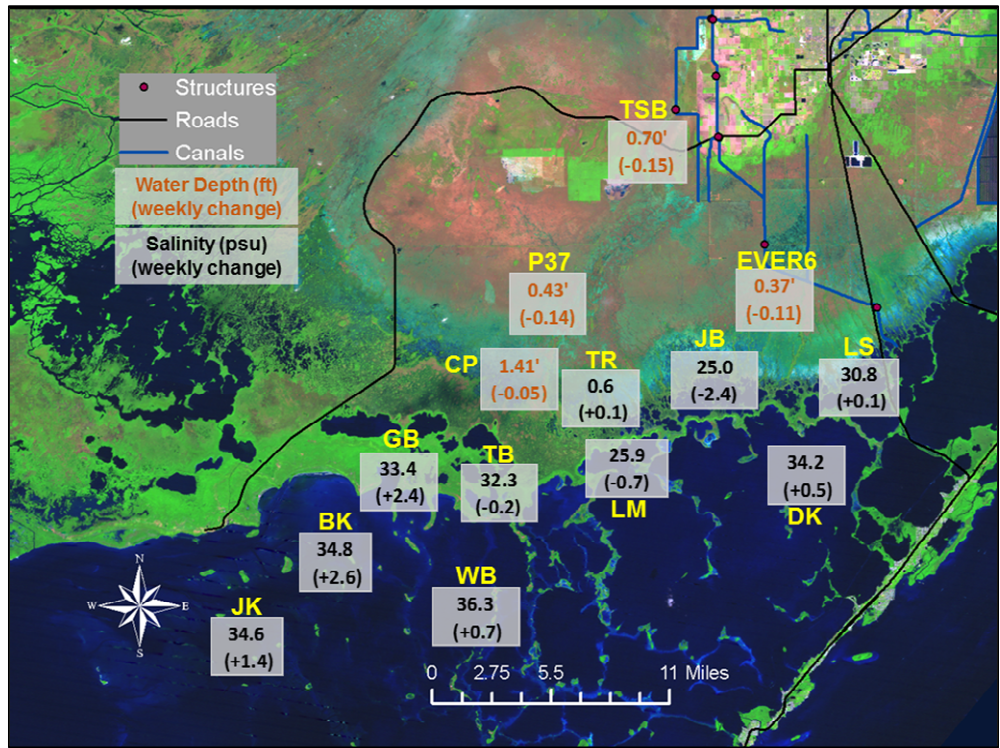 Structures
Roads
Canals
Water Depth (ft)
(weekly change)
Salinity (psu)
(weekly change)
TSB
0.70'
(-0.15)
P37
0.43'
(-0.14)
EVER6
0.37'
(-0.11)
CP
1.41'
(-0.05)
TR
0.6
(+0.1)
JB
25.0
(-2.4)
LS
30.8
(+0.1)
GB
33.4
(+2.4)
TB
32.3
(-0.2)
25.9
(-0.7)
LM
34.2
(+0.5)
DK
BK
34.8
(+2.6)
WB
36.3
(+0.7)
JK
34.6
(+1.4)
N
W
E
S
0 2.75 5.5 11 Miles